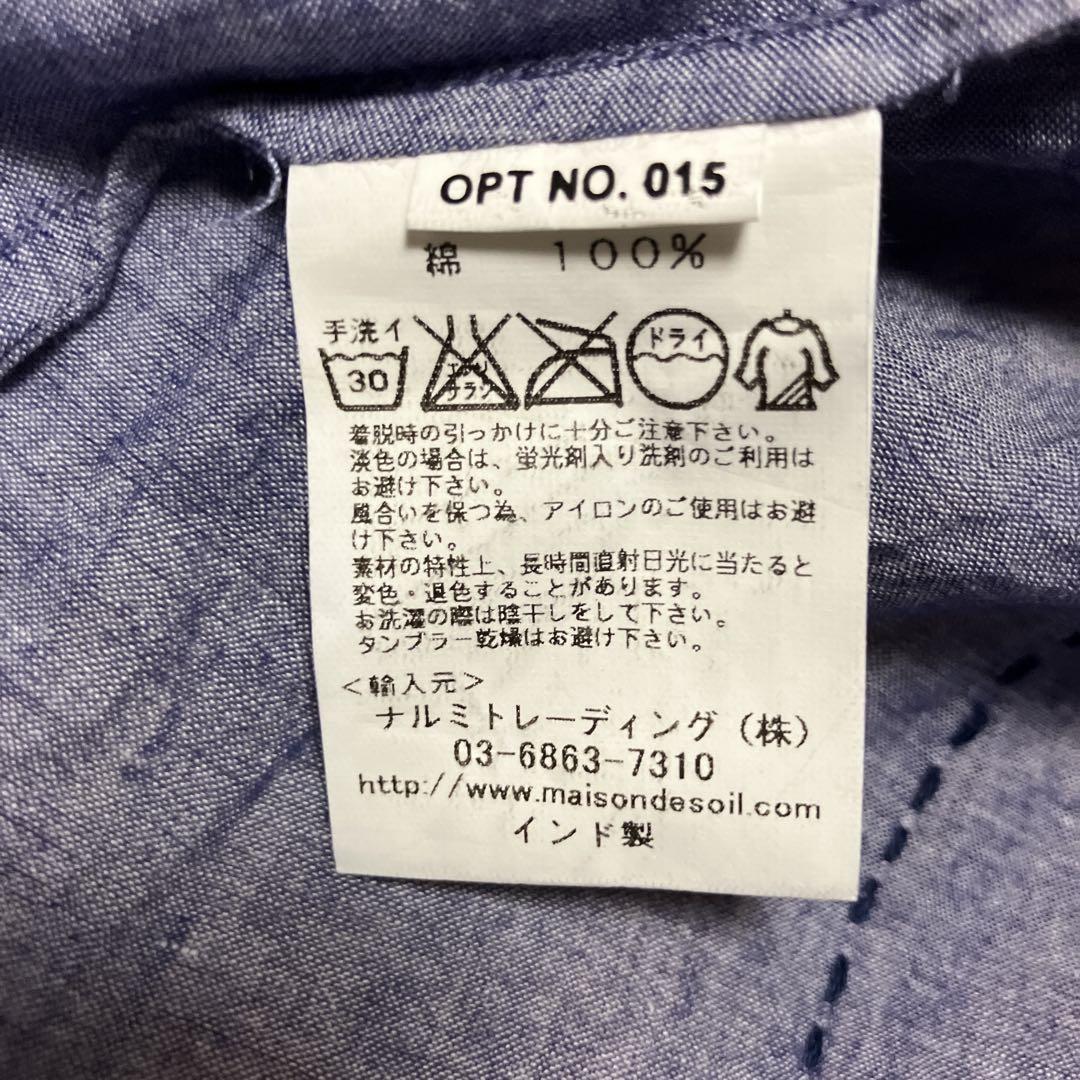 OPT NO. 015
綿 100%
手洗イ
30
エンソ
サラシ
ドライ
着脱時の引っかけに十分ご注意下さい。
淡色の場合は、蛍光剤入り洗剤のご利用は
お避け下さい。
風合いを保つ為、アイロンのご使用はお避
け下さい。
素材の特性上、長時間直射日光に当たると
変色・退色することがあります。
お洗濯の際は陰干しをして下さい。
タンブラー乾燥はお避け下さい。
<輸入元>
ナルミトレーディング(株)
03-6863-7310
http://www.maisondesoil.com
インド製